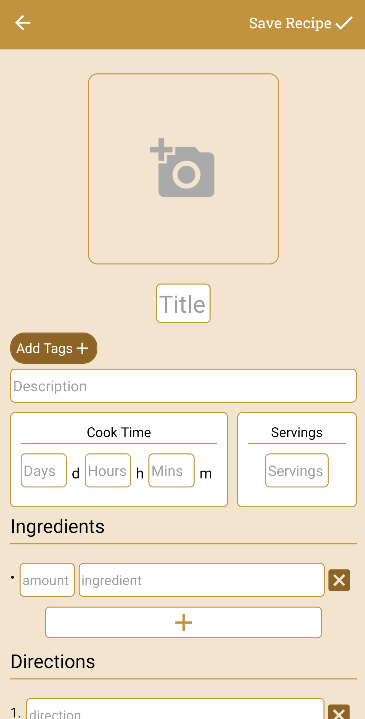 Save Recipe
Title
Add Tags +
Description
Cook Time
Servings
Days d Hours h Mins m
Servings
Ingredients
• amount ingredient
+
Directions
1. direction